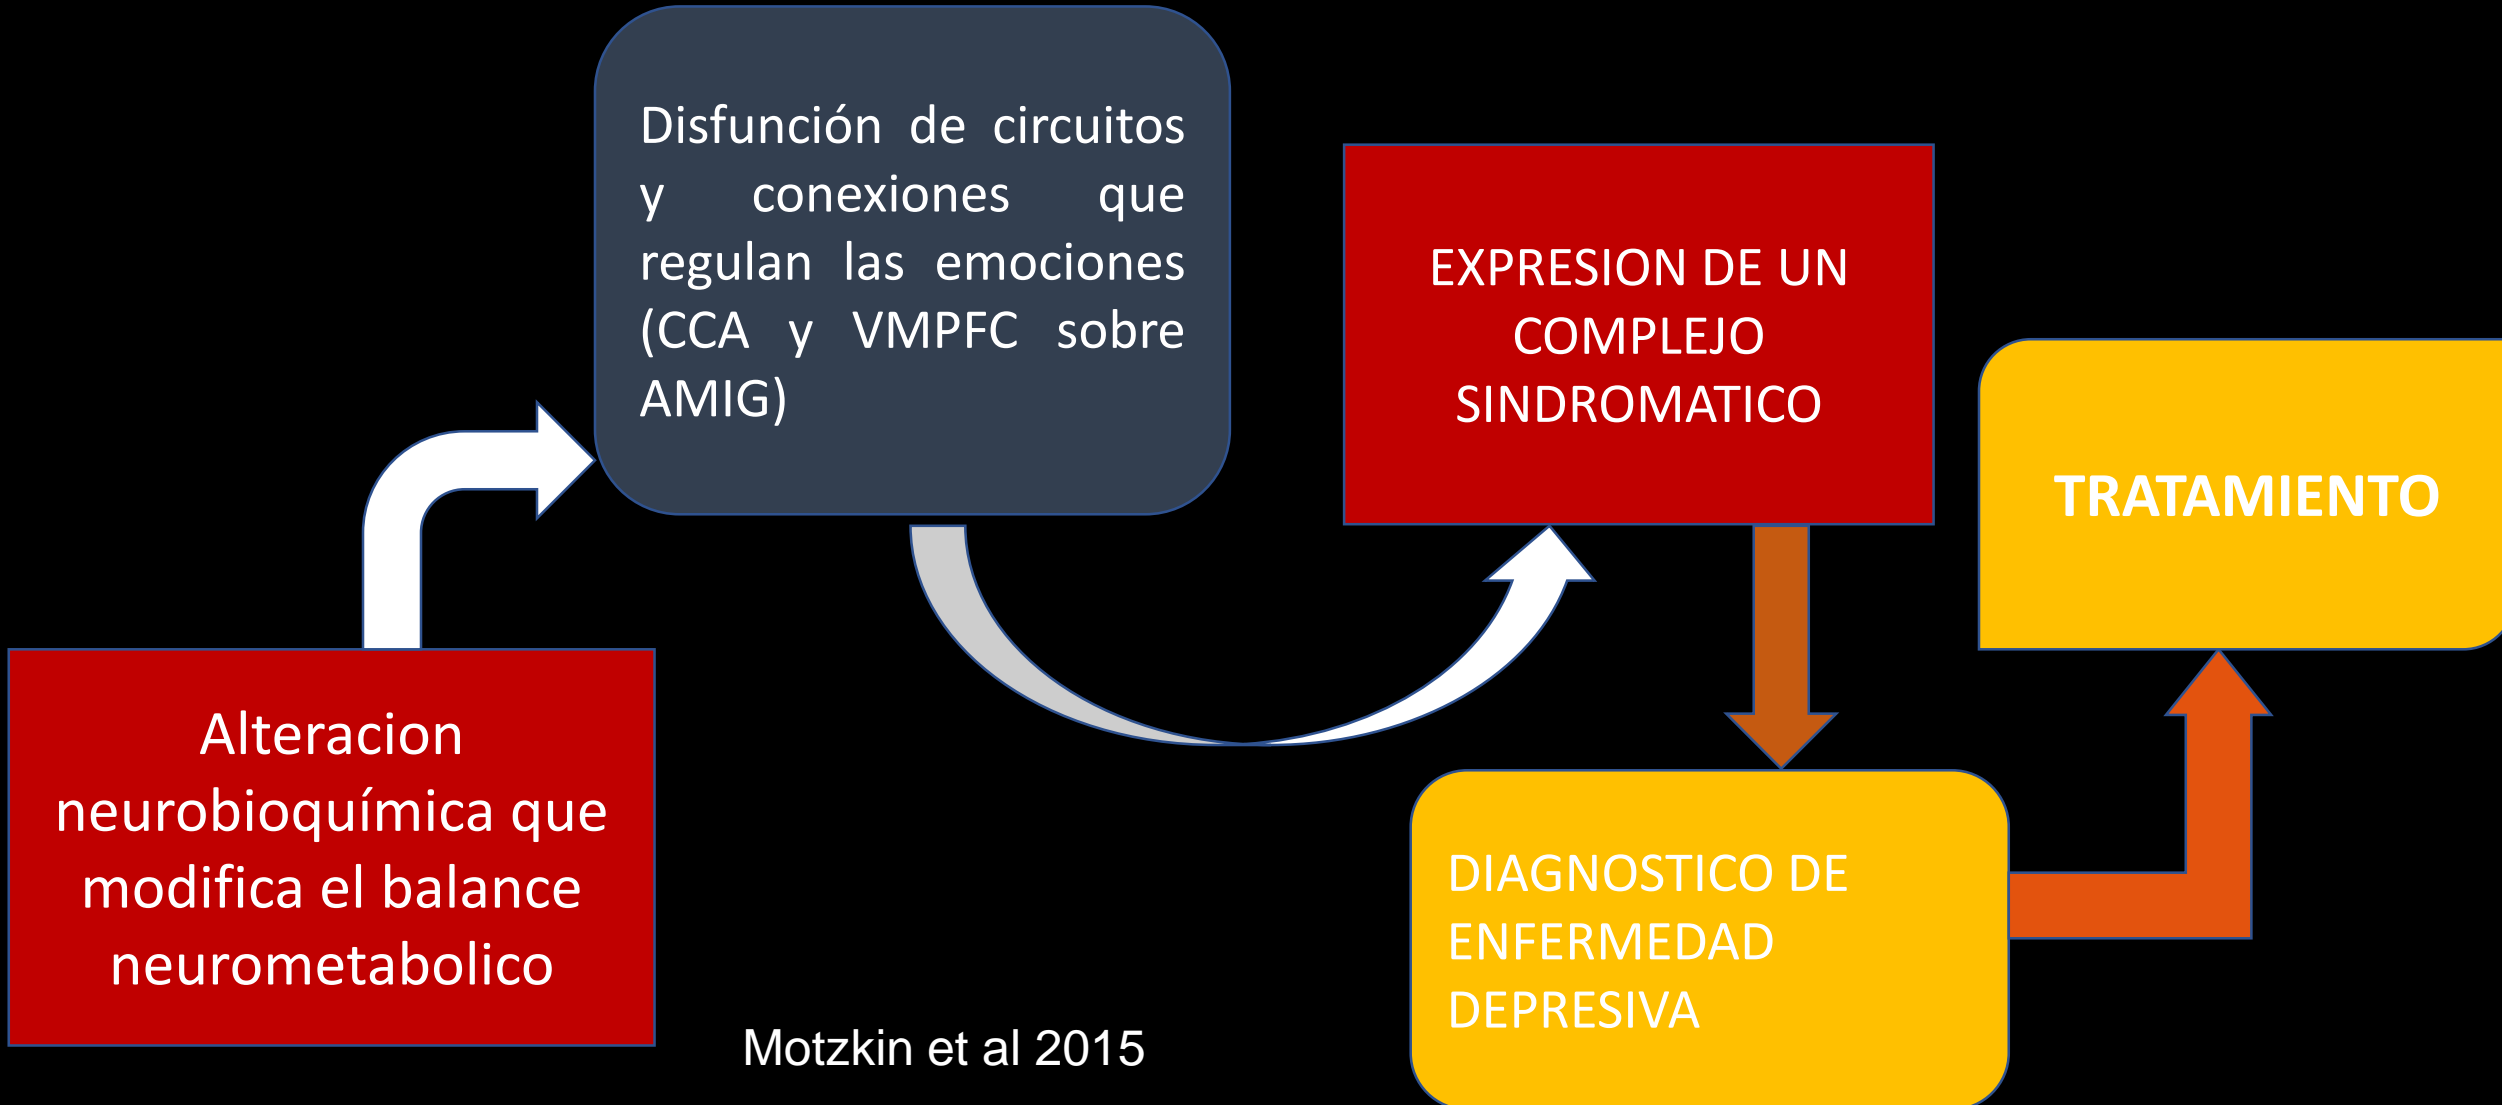 Disfunción de circuitos
y conexiones que
regulan las emociones
(CCA y VMPFC sobre
AMIG)
EXPRESION DE UN
COMPLEJO
SINDROMATICO
TRATAMIENTO
Alteracion
neurobioquímica que
modifica el balance
neurometabolico
DIAGNOSTICO DE
ENFERMEDAD
DEPRESIVA
Motzkin et al 2015